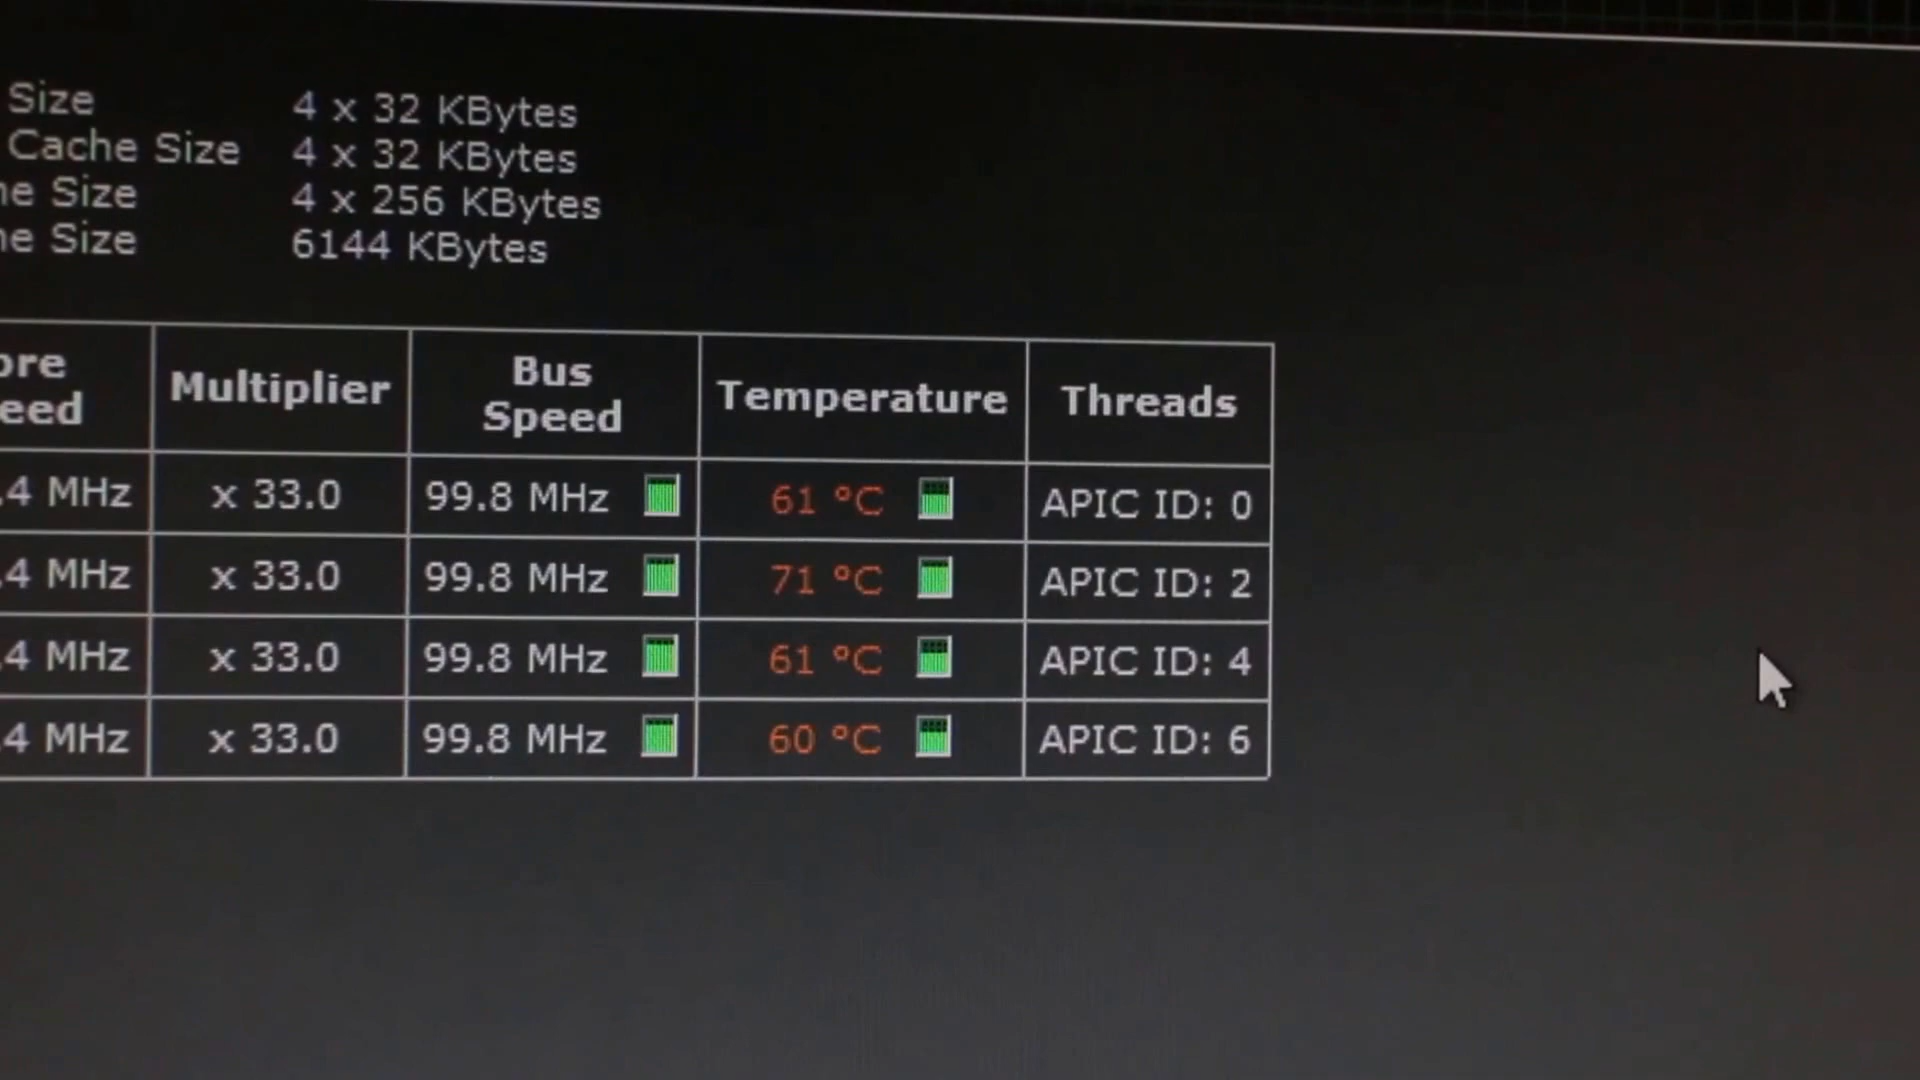 Size 4 x 32 KBytes
Cache Size 4 x 32 KBytes
he Size 4 x 256 KBytes
he Size 6144 KBytes
ore eed Multiplier Bus Speed Temperature Threads
.4 MHz x 33.0 99.8 MHz 61 °C APIC ID: 0
.4 MHz x 33.0 99.8 MHz 71 °C APIC ID: 2
.4 MHz x 33.0 99.8 MHz 61 °C APIC ID: 4
.4 MHz x 33.0 99.8 MHz 60 °C APIC ID: 6